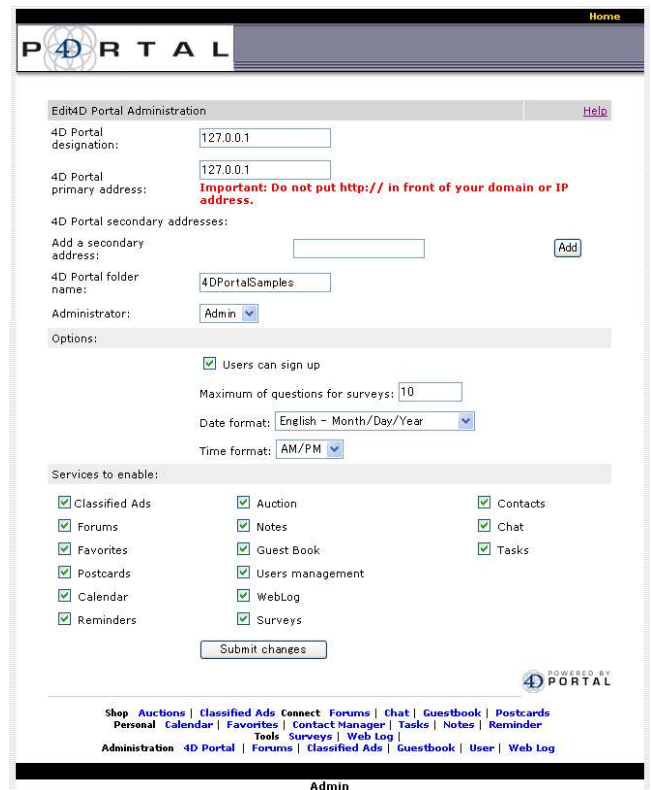 Home
P4DRTAL
Edit4D Portal Administration Help
4D Portal
designation: 127.0.0.1
4D Portal
primary address: 127.0.0.1
Important: Do not put http:// in front of your domain or IP
address.
4D Portal secondary addresses:
Add a secondary
address: Add
4D Portal folder
name: 4DPortalSamples
Administrator: Admin
Options:
Users can sign up
Maximum of questions for surveys: 10
Date format: English - Month/Day/Year
Time format: AM/PM
Services to enable:
Classified Ads Auction Contacts
Forums Notes Chat
Favorites Guest Book Tasks
Postcards Users management
Calendar WebLog
Reminders Surveys
Submit changes
POWERED BY
4D PORTAL
Shop Auctions | Classified Ads Connect Forums | Chat | Guestbook | Postcards
Personal Calendar | Favorites | Contact Manager | Tasks | Notes | Reminder
Tools Surveys | Web Log |
Administration 4D Portal | Forums | Classified Ads | Guestbook | User | Web Log
Admin